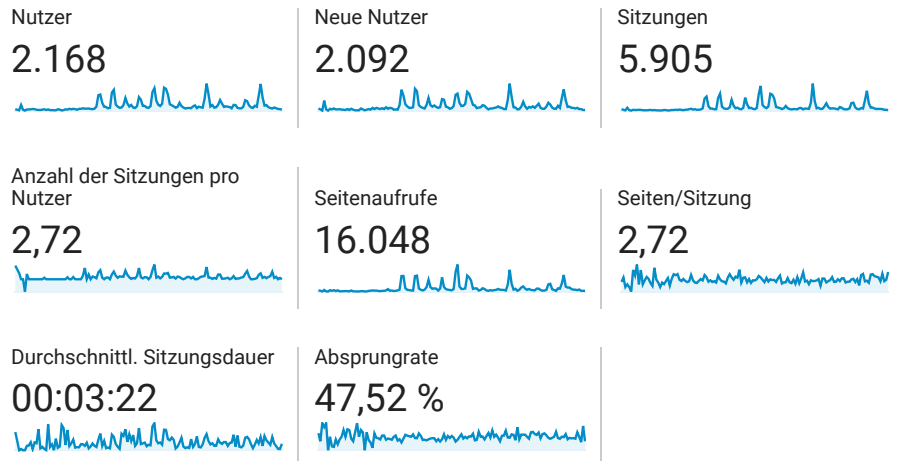 Nutzer
2.168
Neue Nutzer
2.092
Sitzungen
5.905
Anzahl der Sitzungen pro
Nutzer
2,72
Seitenaufrufe
16.048
Seiten/Sitzung
2,72
Durchschnittl. Sitzungsdauer
00:03:22
Absprungrate
47,52 %